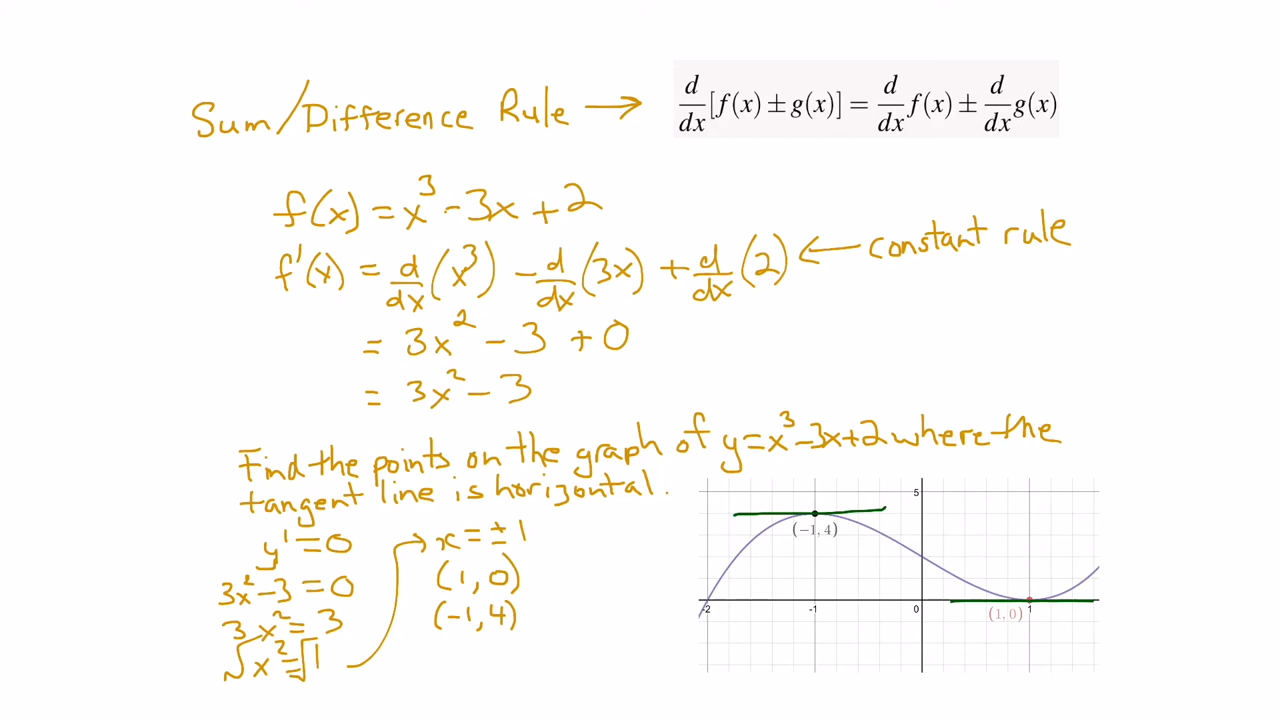 Sum/Difference Rule → d/dx[f(x) ± g(x)] = d/dx f(x) ± d/dx g(x)
f(x) = x³ - 3x + 2
f'(x) = d/dx(x³) - d/dx(3x) + d/dx(2) ← constant rule
= 3x² - 3 + 0
= 3x² - 3
Find the points on the graph of y = x³ - 3x + 2 where the
tangent line is horizontal.
y' = 0
3x² - 3 = 0
3x² = 3
√x² = √1
x = ± 1
(1, 0)
(-1, 4)
5
(−1, 4)
-2 -1 0 1
(1, 0)